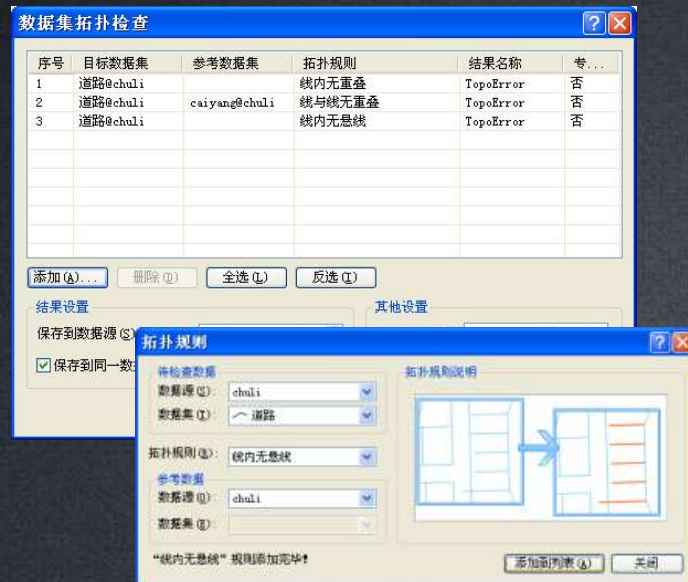 数据集拓扑检查
序号 目标数据集 参考数据集 拓扑规则 结果名称 专...
1 道路@chuli 线内无重叠 TopoError 否
2 道路@chuli caiyang@chuli 线与线无重叠 TopoError 否
3 道路@chuli 线内无悬线 TopoError 否
添加(A)... 删除(D) 全选(L) 反选(I)
结果设置 其他设置
保存到数据源(S)
保存到同一数
拓扑规则
待检查数据 拓扑规则说明
数据源(S): chuli
数据集(T): 道路
拓扑规则(R): 线内无悬线
参考数据
数据源(O): chuli
数据集(E):
“线内无悬线” 规则添加完毕!
添加到列表(A) 关闭